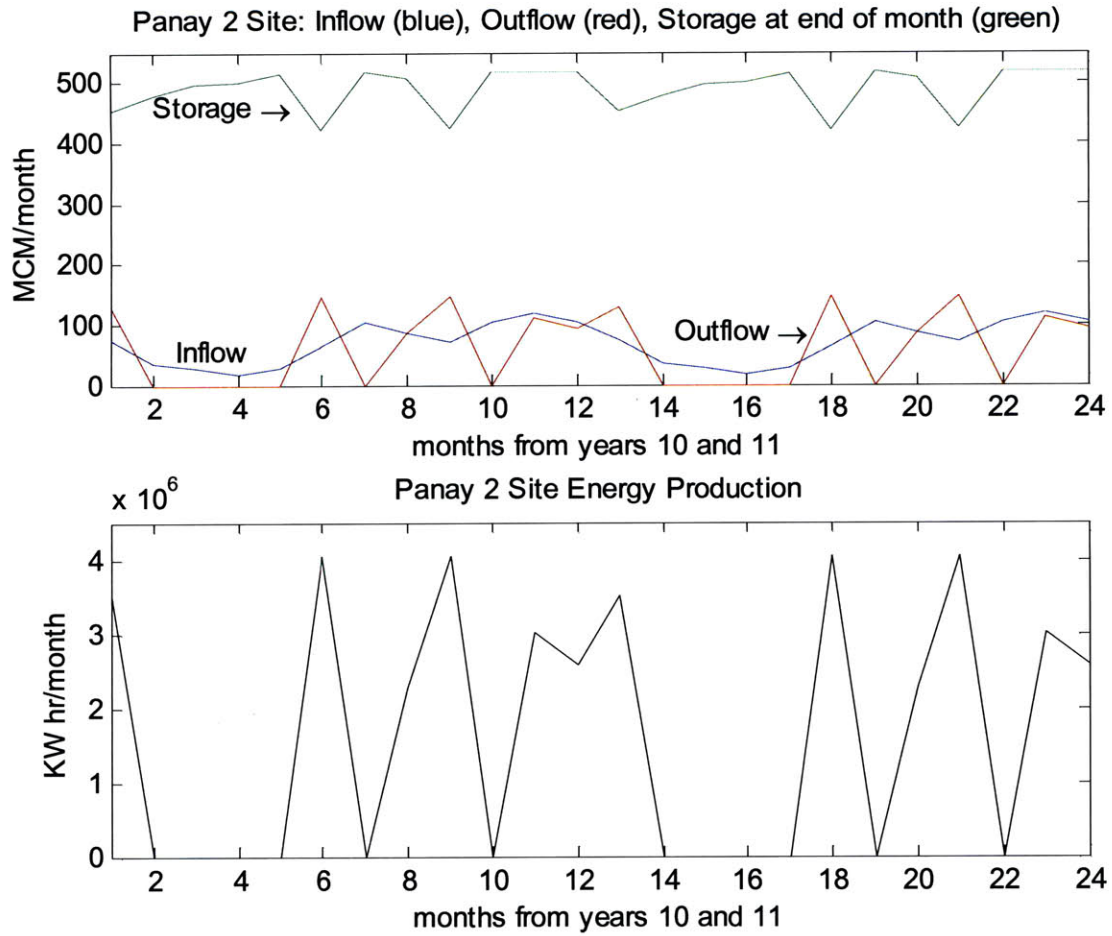 Panay 2 Site: Inflow (blue), Outflow (red), Storage at end of month (green)
500
400
300
200
100
0
MCM/month
Storage →
Inflow
Outflow →
2 4 6 8 10 12 14 16 18 20 22 24
months from years 10 and 11
x 10^6
Panay 2 Site Energy Production
4
3
2
1
0
KW hr/month
2 4 6 8 10 12 14 16 18 20 22 24
months from years 10 and 11